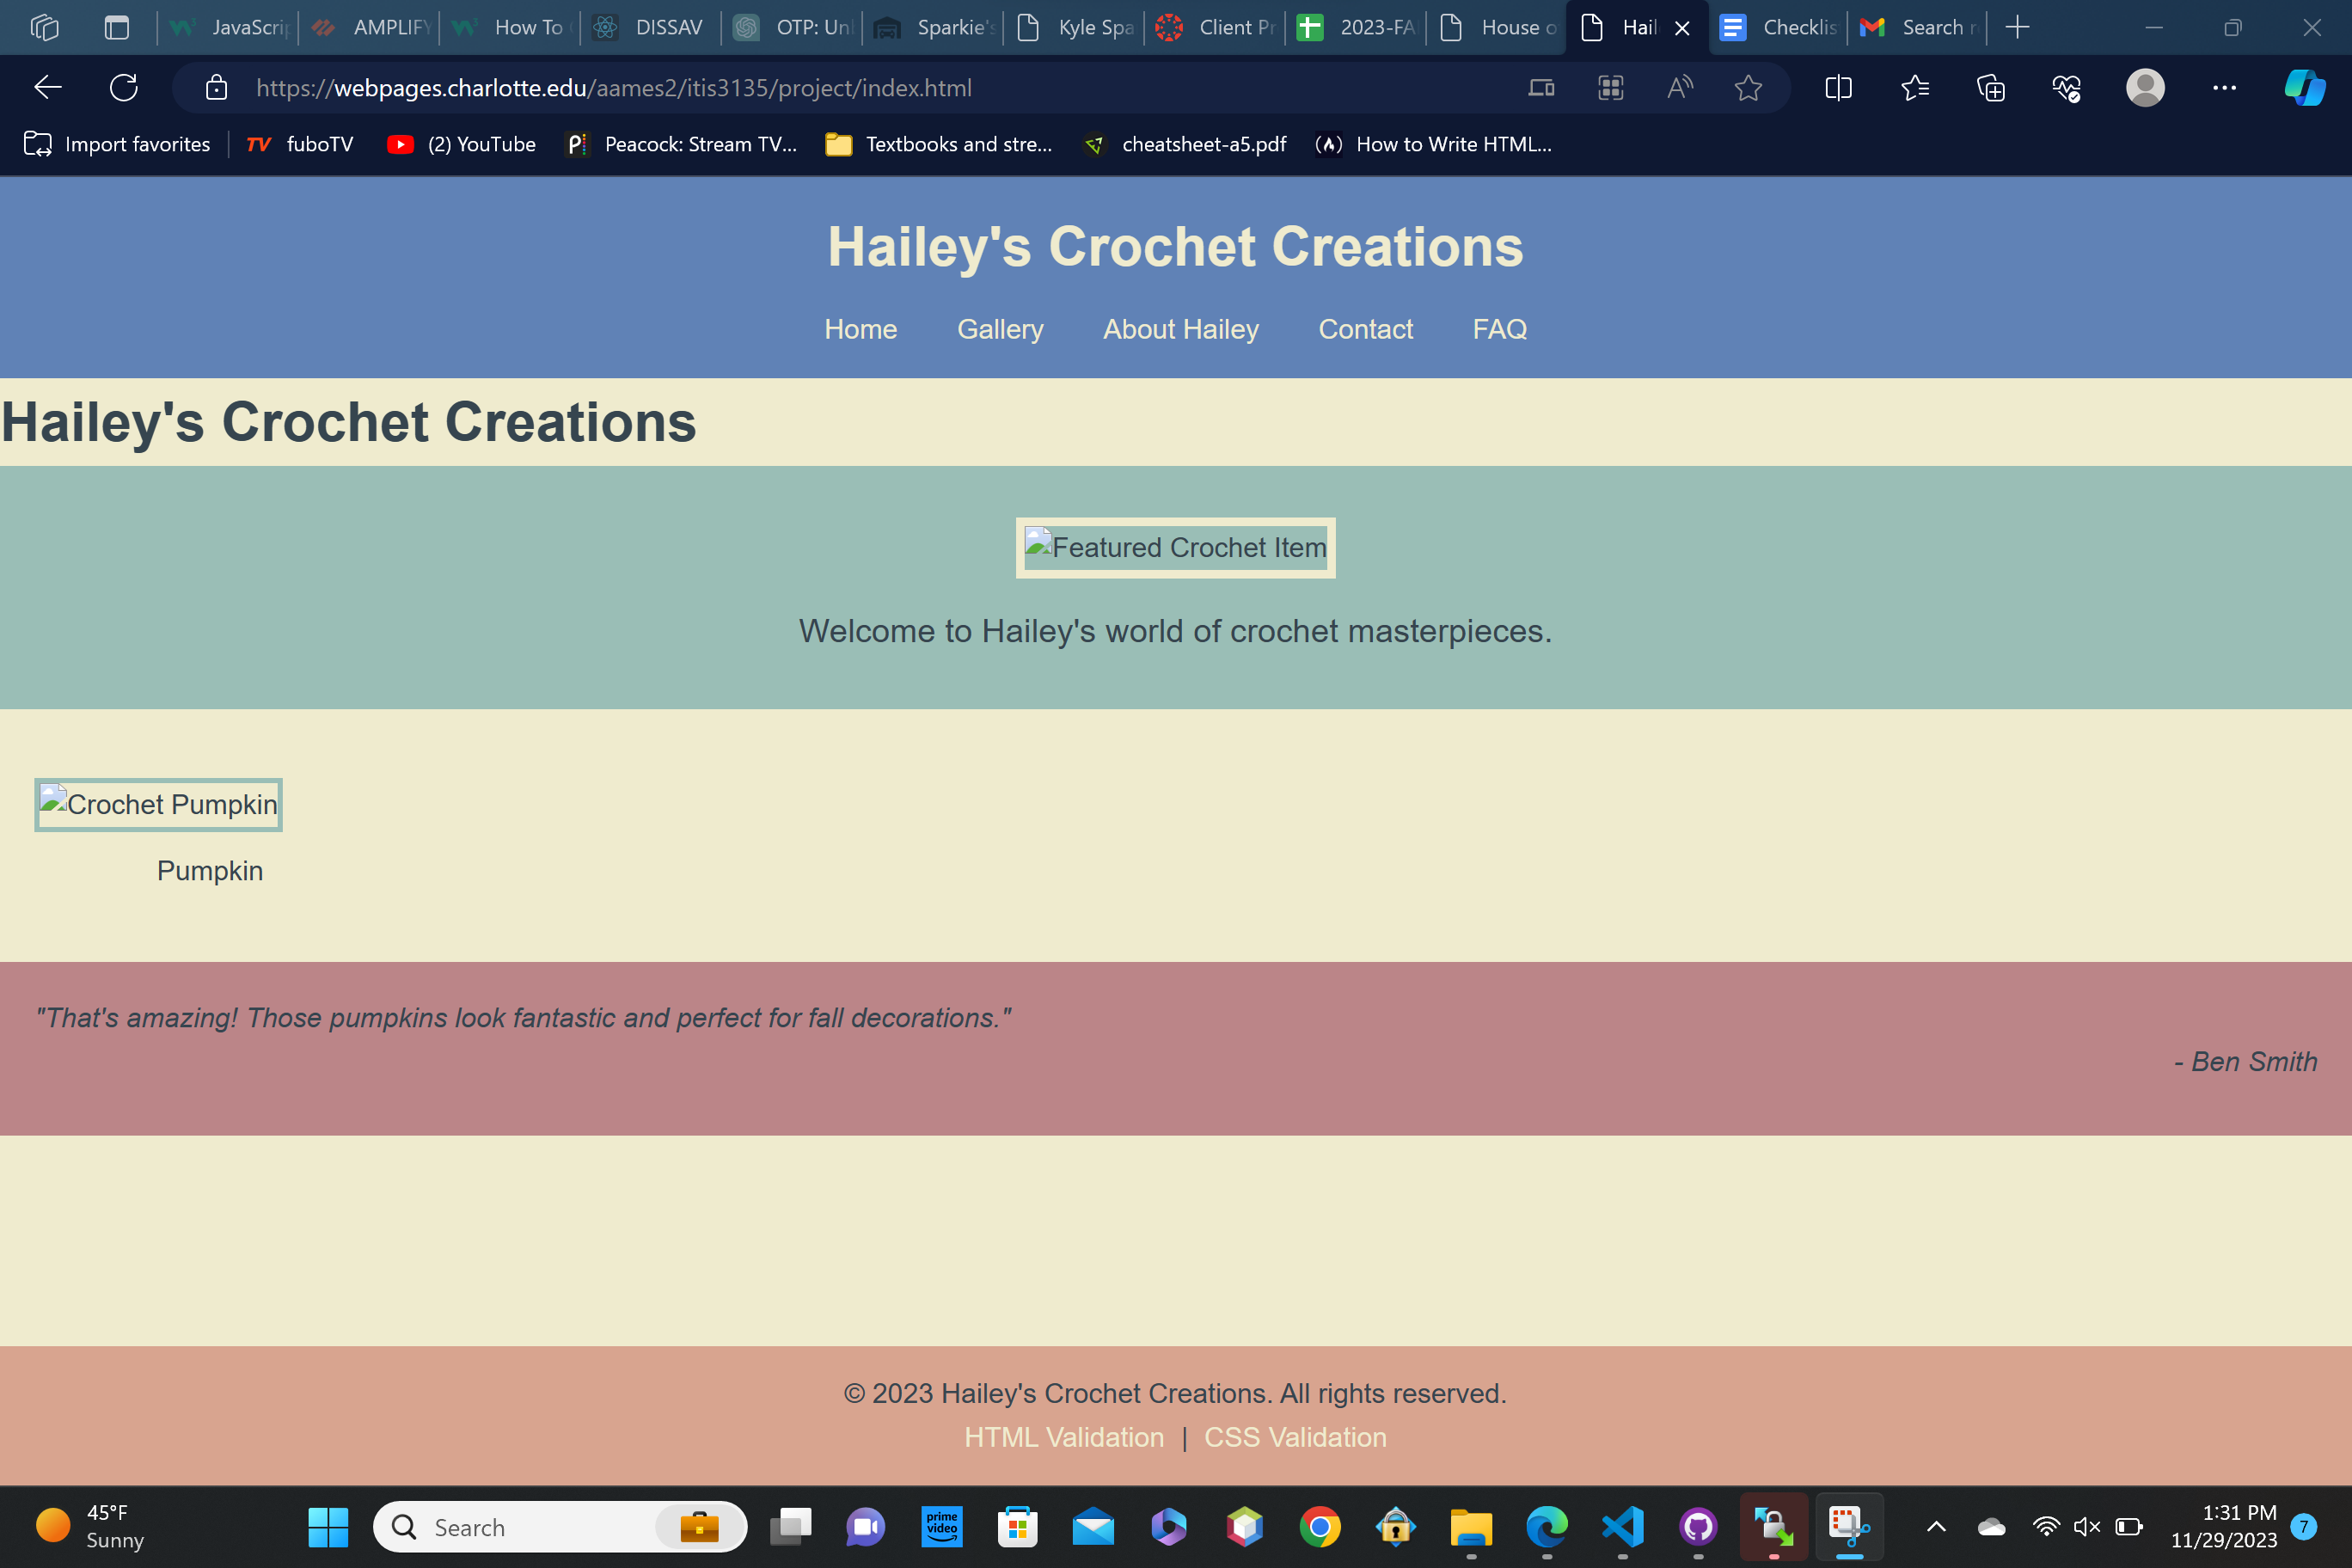 JavaScrip
AMPLIFY
How To
DISSAV
OTP: Unl
Sparkie's
Kyle Spa
Client Pr
2023-FA
House o
Hail
Checklis
Search r
https://webpages.charlotte.edu/aames2/itis3135/project/index.html
Import favorites
TV fuboTV
(2) YouTube
Peacock: Stream TV...
Textbooks and stre...
cheatsheet-a5.pdf
How to Write HTML...
Hailey's Crochet Creations
Home Gallery About Hailey Contact FAQ
Hailey's Crochet Creations
Featured Crochet Item
Welcome to Hailey's world of crochet masterpieces.
Crochet Pumpkin
Pumpkin
"That's amazing! Those pumpkins look fantastic and perfect for fall decorations."
- Ben Smith
© 2023 Hailey's Crochet Creations. All rights reserved.
HTML Validation | CSS Validation
45°F
Sunny
Search
prime
video
1:31 PM
11/29/2023
7